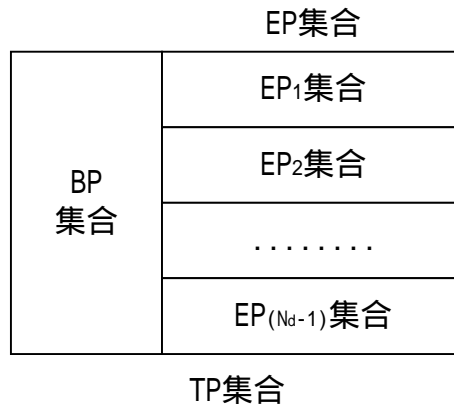 EP集合
EP₁集合
EP₂集合
BP
集合
........
EP(Nd-1)集合
TP集合